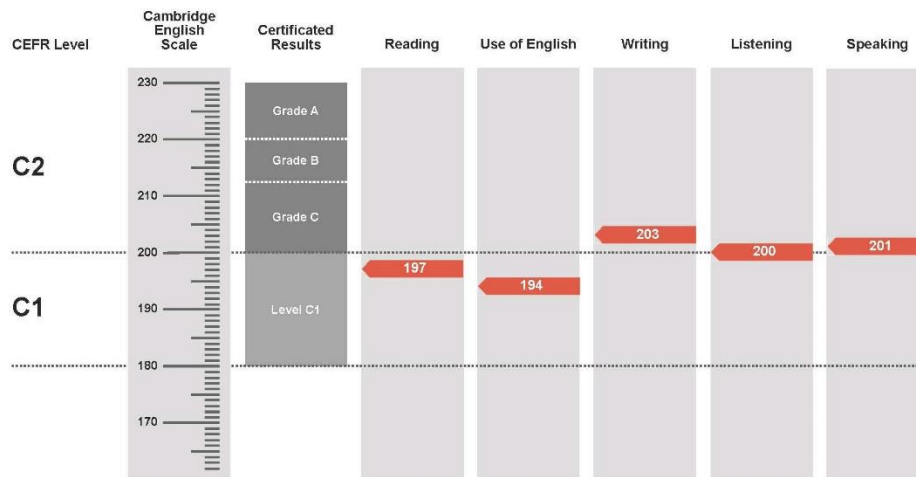 CEFR Level
Cambridge
English
Scale
Certificated
Results
Reading
Use of English
Writing
Listening
Speaking
230
Grade A
220
C2
Grade B
210
Grade C
203
201
200
200
197
194
C1
190
Level C1
180
170